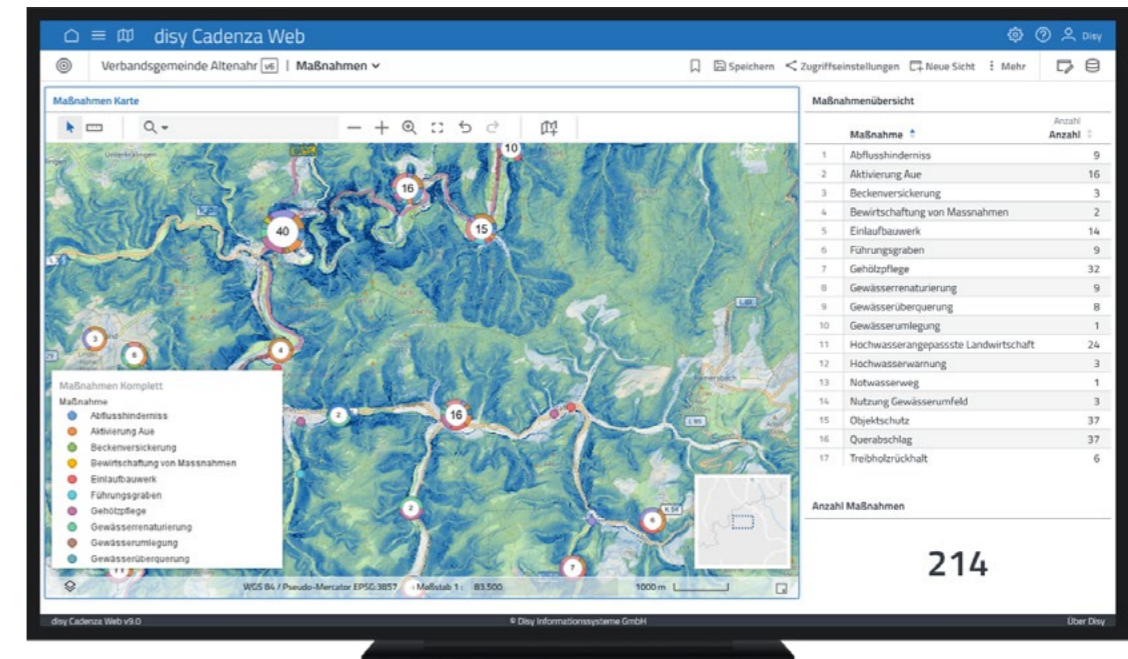 disy Cadenza Web
Disy
Verbandsgemeinde Altenahr v6 | Maßnahmen
Speichern Zugriffseinstellungen Neue Sicht Mehr
Maßnahmen Karte
10
16
40
15
L 83
3
6
4
2
16
L 85
2
K 54
6
7
11
Maßnahmen Komplett
Maßnahme
Abflusshinderniss
Aktivierung Aue
Beckenversickerung
Bewirtschaftung von Massnahmen
Einlaufbauwerk
Führungsgraben
Gehölzpflege
Gewässerrenaturierung
Gewässerumlegung
Gewässerüberquerung
WGS 84 / Pseudo-Mercator EPSG:3857 Maßstab 1 : 83.500 1000 m
Maßnahmenübersicht
Anzahl
Maßnahme Anzahl
1 Abflusshinderniss 9
2 Aktivierung Aue 16
3 Beckenversickerung 3
4 Bewirtschaftung von Massnahmen 2
5 Einlaufbauwerk 14
6 Führungsgraben 9
7 Gehölzpflege 32
8 Gewässerrenaturierung 9
9 Gewässerüberquerung 8
10 Gewässerumlegung 1
11 Hochwasserangepassste Landwirtschaft 24
12 Hochwasserwarnung 3
13 Notwasserweg 1
14 Nutzung Gewässerumfeld 3
15 Objektschutz 37
16 Querabschlag 37
17 Treibholzrückhalt 6
Anzahl Maßnahmen
214
disy Cadenza Web v9.0 © Disy Informationssysteme GmbH Über Disy